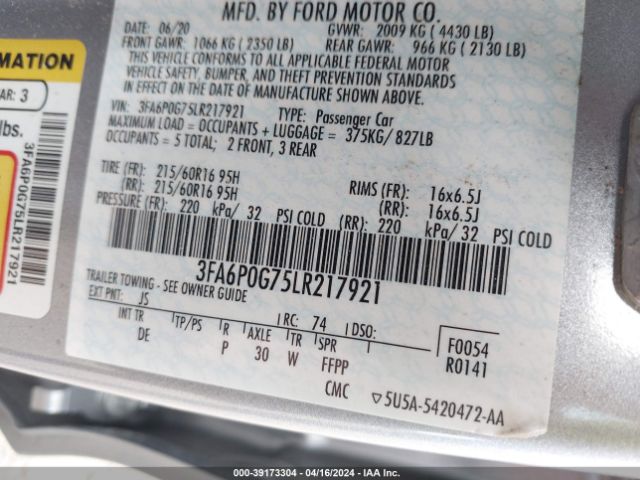 MFD. BY FORD MOTOR CO.
DATE: 06/20 GVWR: 2009 KG ( 4430 LB)
FRONT GAWR: 1066 KG ( 2350 LB) REAR GAWR: 966 KG ( 2130 LB)
THIS VEHICLE CONFORMS TO ALL APPLICABLE FEDERAL MOTOR
VEHICLE SAFETY, BUMPER, AND THEFT PREVENTION STANDARDS
IN EFFECT ON THE DATE OF MANUFACTURE SHOWN ABOVE.
VIN: 3FA6P0G75LR217921 TYPE: Passenger Car
MAXIMUM LOAD = OCCUPANTS + LUGGAGE = 375KG/ 827LB
OCCUPANTS = 5 TOTAL; 2 FRONT, 3 REAR
TIRE (FR): 215/60R16 95H RIMS (FR): 16x6.5J
(RR): 215/60R16 95H (RR): 16x6.5J
PRESSURE (FR): 220 kPa/ 32 PSI COLD (RR): 220 kPa/ 32 PSI COLD
3FA6P0G75LR217921
TRAILER TOWING - SEE OWNER GUIDE
EXT PNT: JS RC: 74 DSO: F0054
INT TR TP/PS R AXLE TR SPR R0141
DE P 30 W FFPP
CMC 5U5A-5420472-AA
MATION
AR: 3
lbs.
3FA6P0G75LR217921
000-39173304 - 04/16/2024 - IAA Inc.